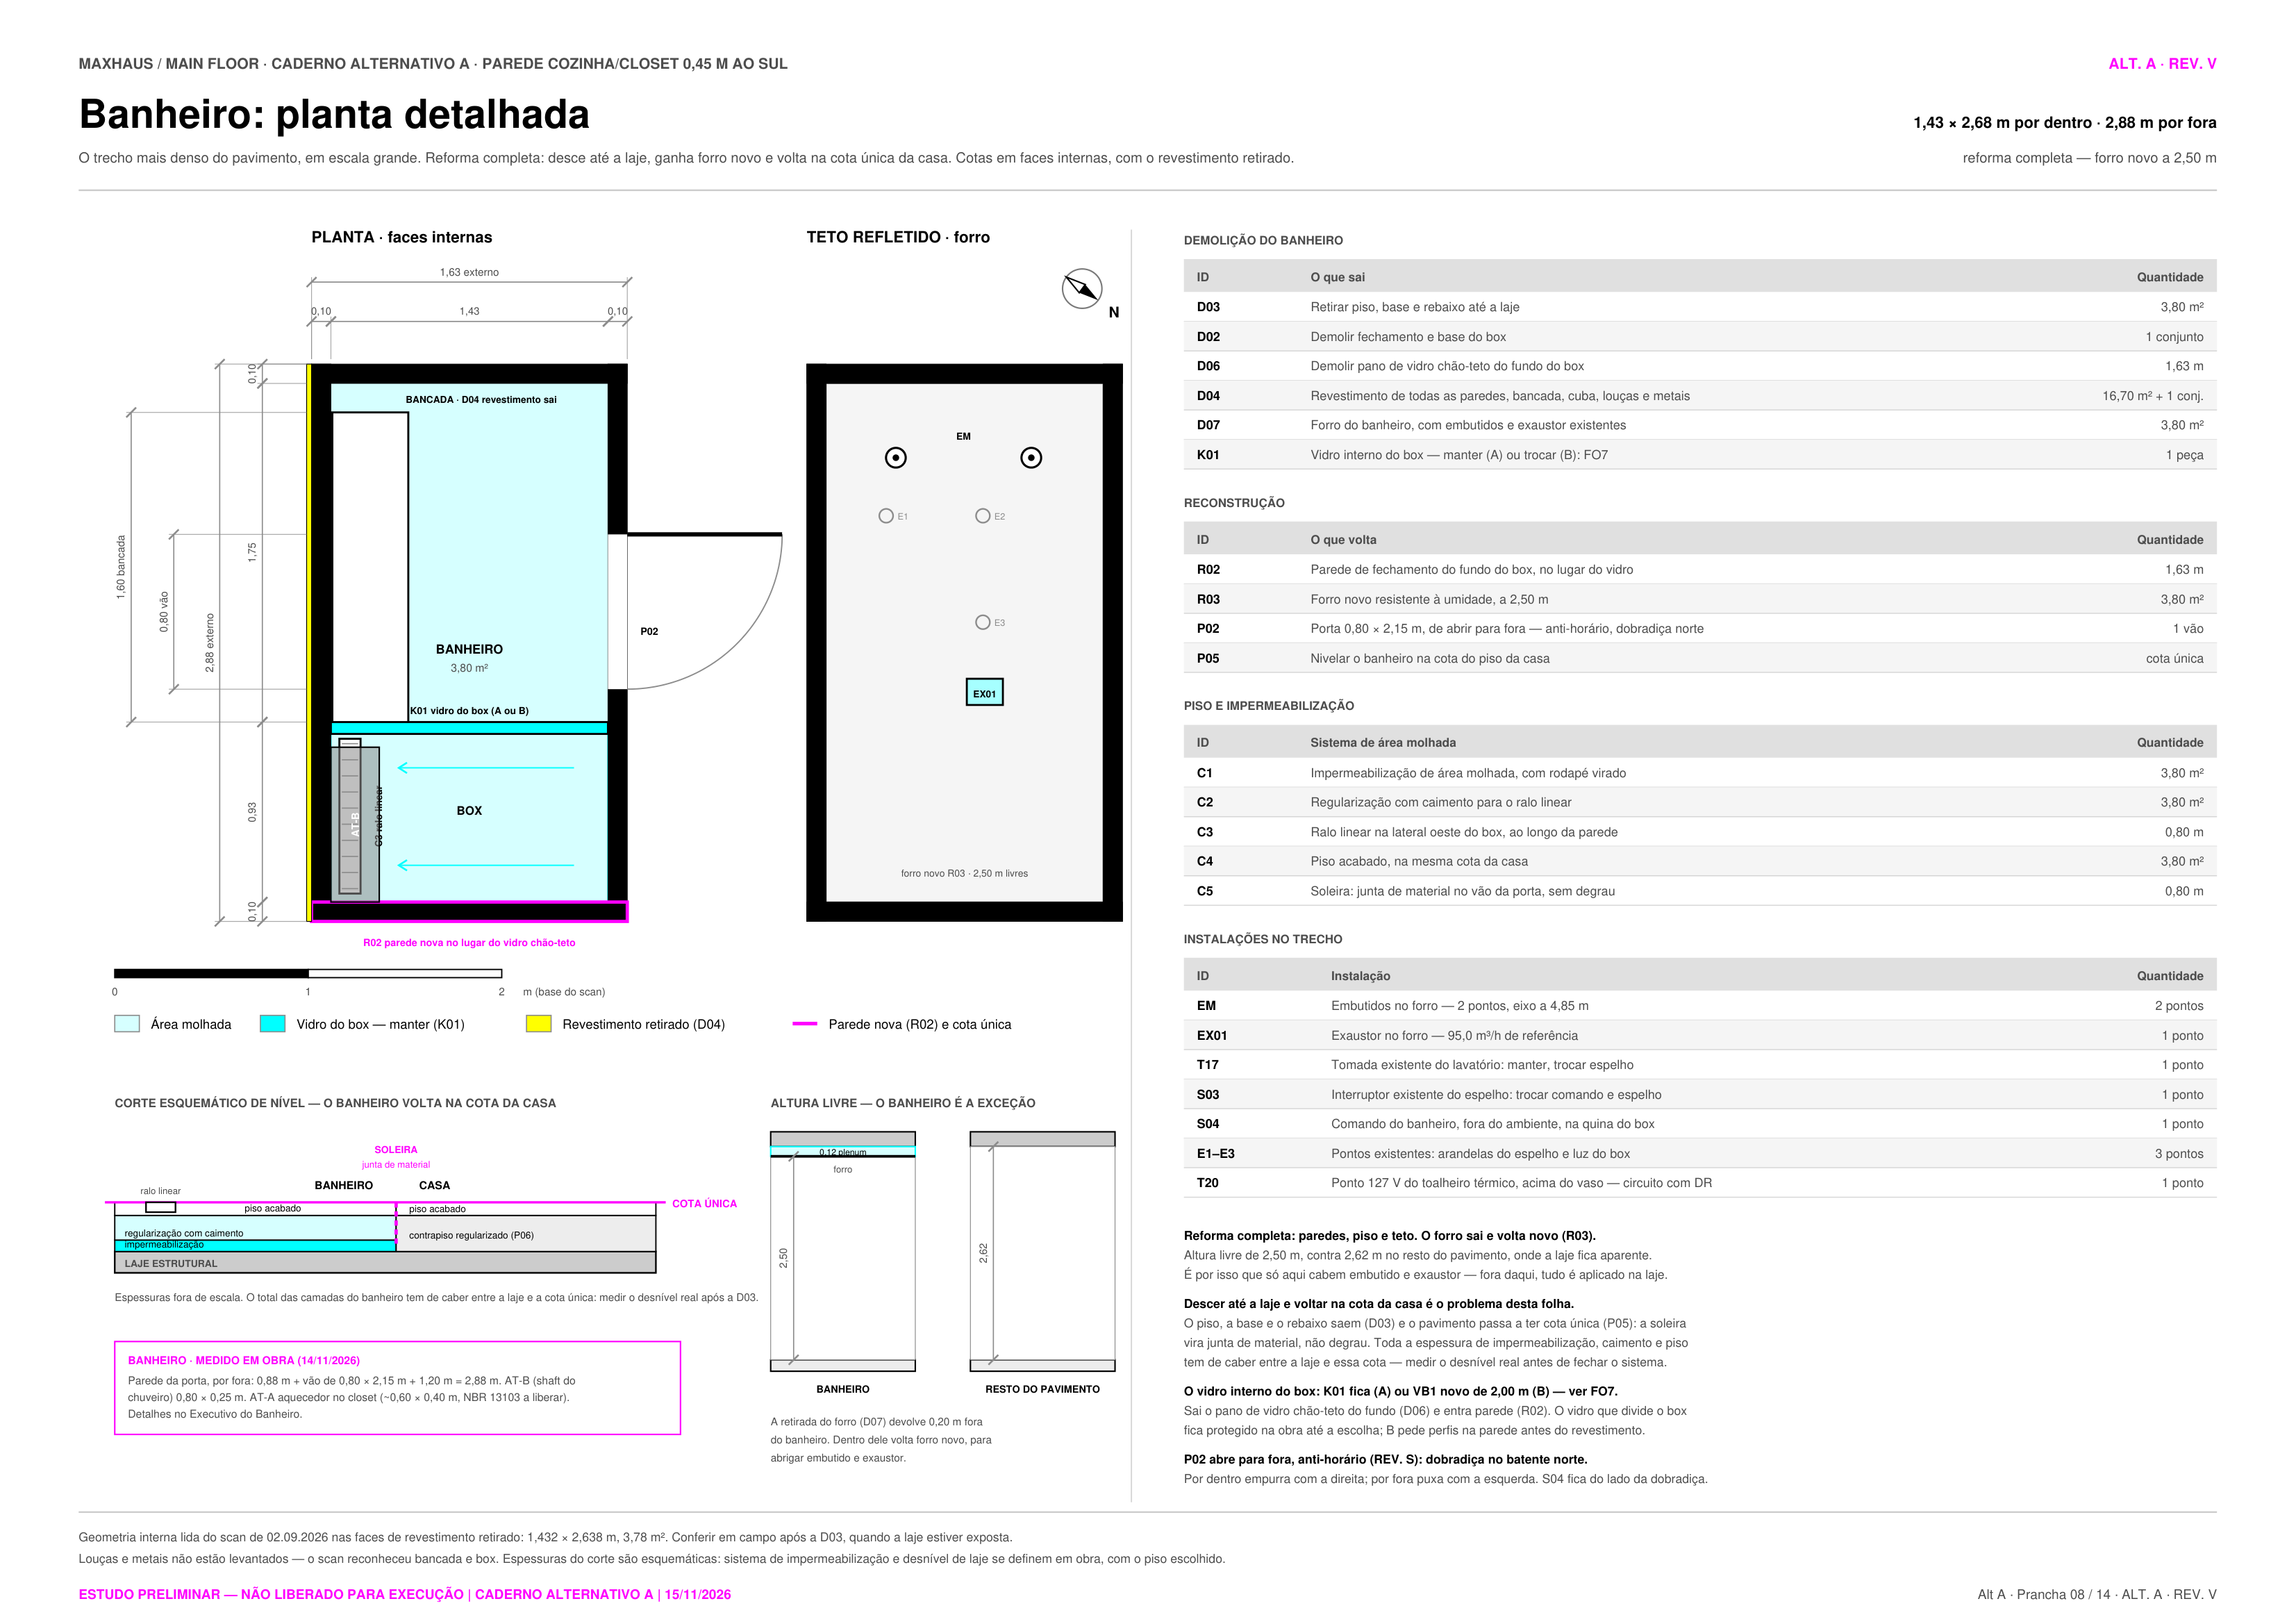 MAXHAUS / MAIN FLOOR · CADERNO ALTERNATIVO A · PAREDE COZINHA/CLOSET 0,45 M AO SUL
ALT. A · REV. V
Banheiro: planta detalhada
1,43 × 2,68 m por dentro · 2,88 m por fora
O trecho mais denso do pavimento, em escala grande. Reforma completa: desce até a laje, ganha forro novo e volta na cota única da casa. Cotas em faces internas, com o revestimento retirado.
reforma completa — forro novo a 2,50 m
PLANTA · faces internas
1,63 externo
0,10
1,43
0,10
0,10
1,75
0,93
0,10
2,88 externo
0,80 vão
1,60 bancada
BANCADA · D04 revestimento sai
BANHEIRO
3,80 m²
P02
K01 vidro do box (A ou B)
AT-B
C3 ralo linear
BOX
R02 parede nova no lugar do vidro chão-teto
TETO REFLETIDO · forro
N
EM
E1
E2
E3
EX01
forro novo R03 · 2,50 m livres
0
1
2
m (base do scan)
Área molhada
Vidro do box — manter (K01)
Revestimento retirado (D04)
Parede nova (R02) e cota única
CORTE ESQUEMÁTICO DE NÍVEL — O BANHEIRO VOLTA NA COTA DA CASA
SOLEIRA
junta de material
ralo linear
BANHEIRO
CASA
COTA ÚNICA
piso acabado
piso acabado
regularização com caimento
contrapiso regularizado (P06)
impermeabilização
LAJE ESTRUTURAL
Espessuras fora de escala. O total das camadas do banheiro tem de caber entre a laje e a cota única: medir o desnível real após a D03.
BANHEIRO · MEDIDO EM OBRA (14/11/2026)
Parede da porta, por fora: 0,88 m + vão de 0,80 × 2,15 m + 1,20 m = 2,88 m. AT-B (shaft do
chuveiro) 0,80 × 0,25 m. AT-A aquecedor no closet (~0,60 × 0,40 m, NBR 13103 a liberar).
Detalhes no Executivo do Banheiro.
ALTURA LIVRE — O BANHEIRO É A EXCEÇÃO
0,12 plenum
forro
2,50
2,62
BANHEIRO
RESTO DO PAVIMENTO
A retirada do forro (D07) devolve 0,20 m fora
do banheiro. Dentro dele volta forro novo, para
abrigar embutido e exaustor.
DEMOLIÇÃO DO BANHEIRO
ID O que sai Quantidade
D03 Retirar piso, base e rebaixo até a laje 3,80 m²
D02 Demolir fechamento e base do box 1 conjunto
D06 Demolir pano de vidro chão-teto do fundo do box 1,63 m
D04 Revestimento de todas as paredes, bancada, cuba, louças e metais 16,70 m² + 1 conj.
D07 Forro do banheiro, com embutidos e exaustor existentes 3,80 m²
K01 Vidro interno do box — manter (A) ou trocar (B): FO7 1 peça
RECONSTRUÇÃO
ID O que volta Quantidade
R02 Parede de fechamento do fundo do box, no lugar do vidro 1,63 m
R03 Forro novo resistente à umidade, a 2,50 m 3,80 m²
P02 Porta 0,80 × 2,15 m, de abrir para fora — anti-horário, dobradiça norte 1 vão
P05 Nivelar o banheiro na cota do piso da casa cota única
PISO E IMPERMEABILIZAÇÃO
ID Sistema de área molhada Quantidade
C1 Impermeabilização de área molhada, com rodapé virado 3,80 m²
C2 Regularização com caimento para o ralo linear 3,80 m²
C3 Ralo linear na lateral oeste do box, ao longo da parede 0,80 m
C4 Piso acabado, na mesma cota da casa 3,80 m²
C5 Soleira: junta de material no vão da porta, sem degrau 0,80 m
INSTALAÇÕES NO TRECHO
ID Instalação Quantidade
EM Embutidos no forro — 2 pontos, eixo a 4,85 m 2 pontos
EX01 Exaustor no forro — 95,0 m³/h de referência 1 ponto
T17 Tomada existente do lavatório: manter, trocar espelho 1 ponto
S03 Interruptor existente do espelho: trocar comando e espelho 1 ponto
S04 Comando do banheiro, fora do ambiente, na quina do box 1 ponto
E1–E3 Pontos existentes: arandelas do espelho e luz do box 3 pontos
T20 Ponto 127 V do toalheiro térmico, acima do vaso — circuito com DR 1 ponto
Reforma completa: paredes, piso e teto. O forro sai e volta novo (R03).
Altura livre de 2,50 m, contra 2,62 m no resto do pavimento, onde a laje fica aparente.
É por isso que só aqui cabem embutido e exaustor — fora daqui, tudo é aplicado na laje.
Descer até a laje e voltar na cota da casa é o problema desta folha.
O piso, a base e o rebaixo saem (D03) e o pavimento passa a ter cota única (P05): a soleira
vira junta de material, não degrau. Toda a espessura de impermeabilização, caimento e piso
tem de caber entre a laje e essa cota — medir o desnível real antes de fechar o sistema.
O vidro interno do box: K01 fica (A) ou VB1 novo de 2,00 m (B) — ver FO7.
Sai o pano de vidro chão-teto do fundo (D06) e entra parede (R02). O vidro que divide o box
fica protegido na obra até a escolha; B pede perfis na parede antes do revestimento.
P02 abre para fora, anti-horário (REV. S): dobradiça no batente norte.
Por dentro empurra com a direita; por fora puxa com a esquerda. S04 fica do lado da dobradiça.
Geometria interna lida do scan de 02.09.2026 nas faces de revestimento retirado: 1,432 × 2,638 m, 3,78 m². Conferir em campo após a D03, quando a laje estiver exposta.
Louças e metais não estão levantados — o scan reconheceu bancada e box. Espessuras do corte são esquemáticas: sistema de impermeabilização e desnível de laje se definem em obra, com o piso escolhido.
ESTUDO PRELIMINAR — NÃO LIBERADO PARA EXECUÇÃO | CADERNO ALTERNATIVO A | 15/11/2026
Alt A · Prancha 08 / 14 · ALT. A · REV. V